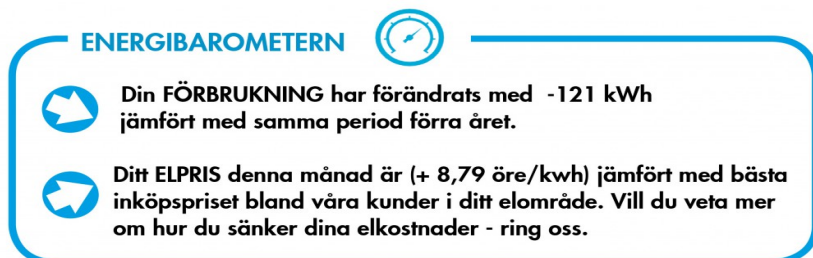 ENERGIBAROMETERN
Din FÖRBRUKNING har förändrats med -121 kWh
jämfört med samma period förra året.
Ditt ELPRIS denna månad är (+ 8,79 öre/kwh) jämfört med bästa
inköpspriset bland våra kunder i ditt elområde. Vill du veta mer
om hur du sänker dina elkostnader - ring oss.